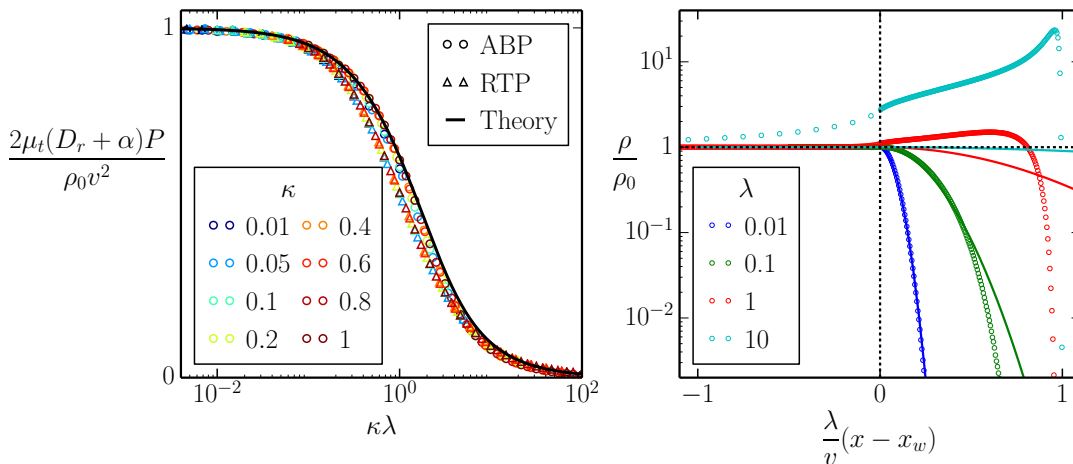 1
0
2μ_t(D_r + α)P
ρ_0v^2
10^{-2}
10^0
10^2
κλ
ABP
RTP
Theory
κ
0.01 0.4
0.05 0.6
0.1 0.8
0.2 1
ρ
ρ_0
10^1
1
10^{-1}
10^{-2}
−1
0
1
λ
v
(x − x_w)
λ
0.01
0.1
1
10